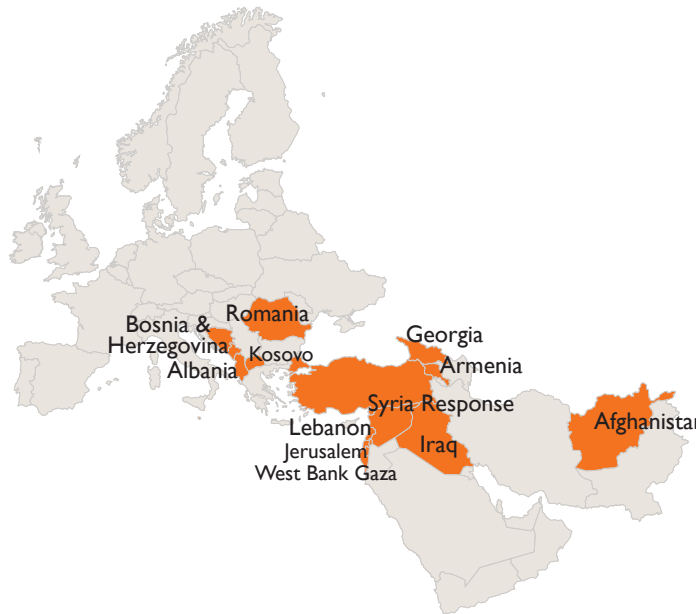 Romania
Bosnia &
Herzegovina
Kosovo
Albania
Georgia
Armenia
Syria Response
Lebanon
Jerusalem
West Bank Gaza
Iraq
Afghanistan